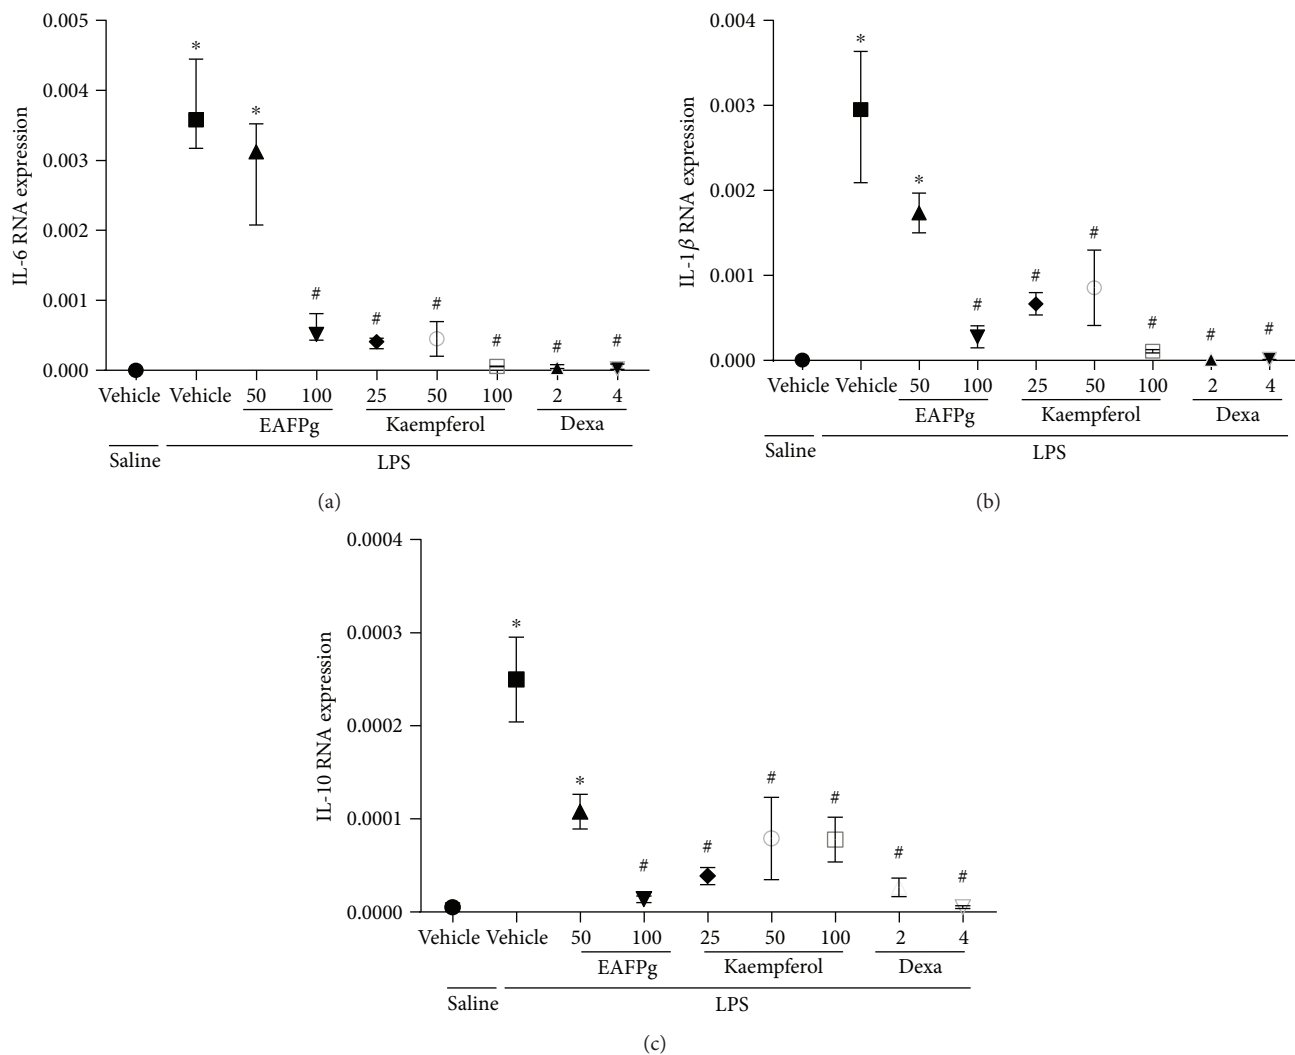 0.005
0.004
0.003
0.002
0.001
0.000
IL-6 RNA expression
* * # # # # # #
Vehicle Vehicle 50 100 25 50 100 2 4
EAFPg Kaempferol Dexa
Saline LPS
(a)
0.004
0.003
0.002
0.001
0.000
IL-1β RNA expression
* * # # # # # #
Vehicle Vehicle 50 100 25 50 100 2 4
EAFPg Kaempferol Dexa
Saline LPS
(b)
0.0004
0.0003
0.0002
0.0001
0.0000
IL-10 RNA expression
* * # # # # # #
Vehicle Vehicle 50 100 25 50 100 2 4
EAFPg Kaempferol Dexa
Saline LPS
(c)